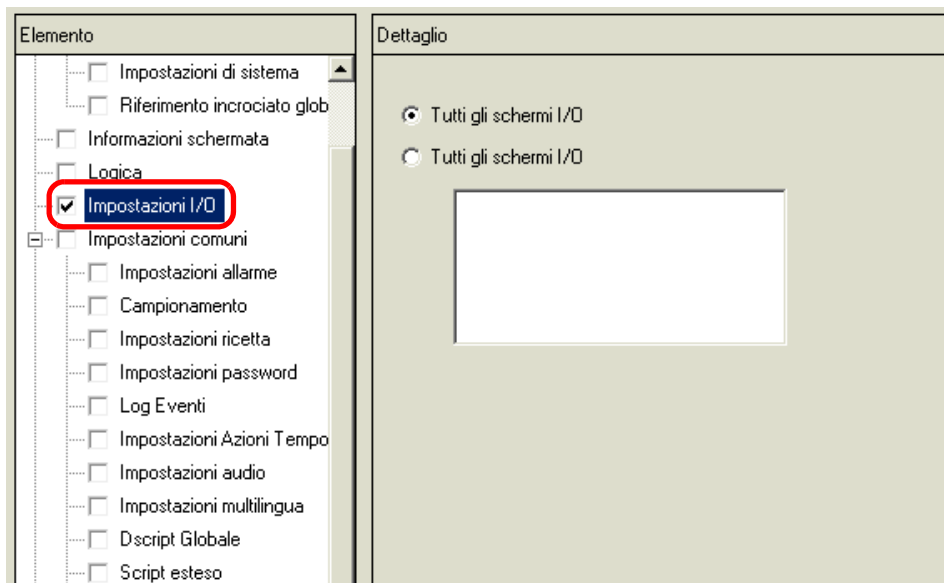 Elemento
Impostazioni di sistema
Riferimento incrociato glob
Informazioni schermata
Logica
Impostazioni I/O
Impostazioni comuni
Impostazioni allarme
Campionamento
Impostazioni ricetta
Impostazioni password
Log Eventi
Impostazioni Azioni Tempo
Impostazioni audio
Impostazioni multilingua
Dscript Globale
Script esteso
Dettaglio
Tutti gli schermi I/O
Tutti gli schermi I/O